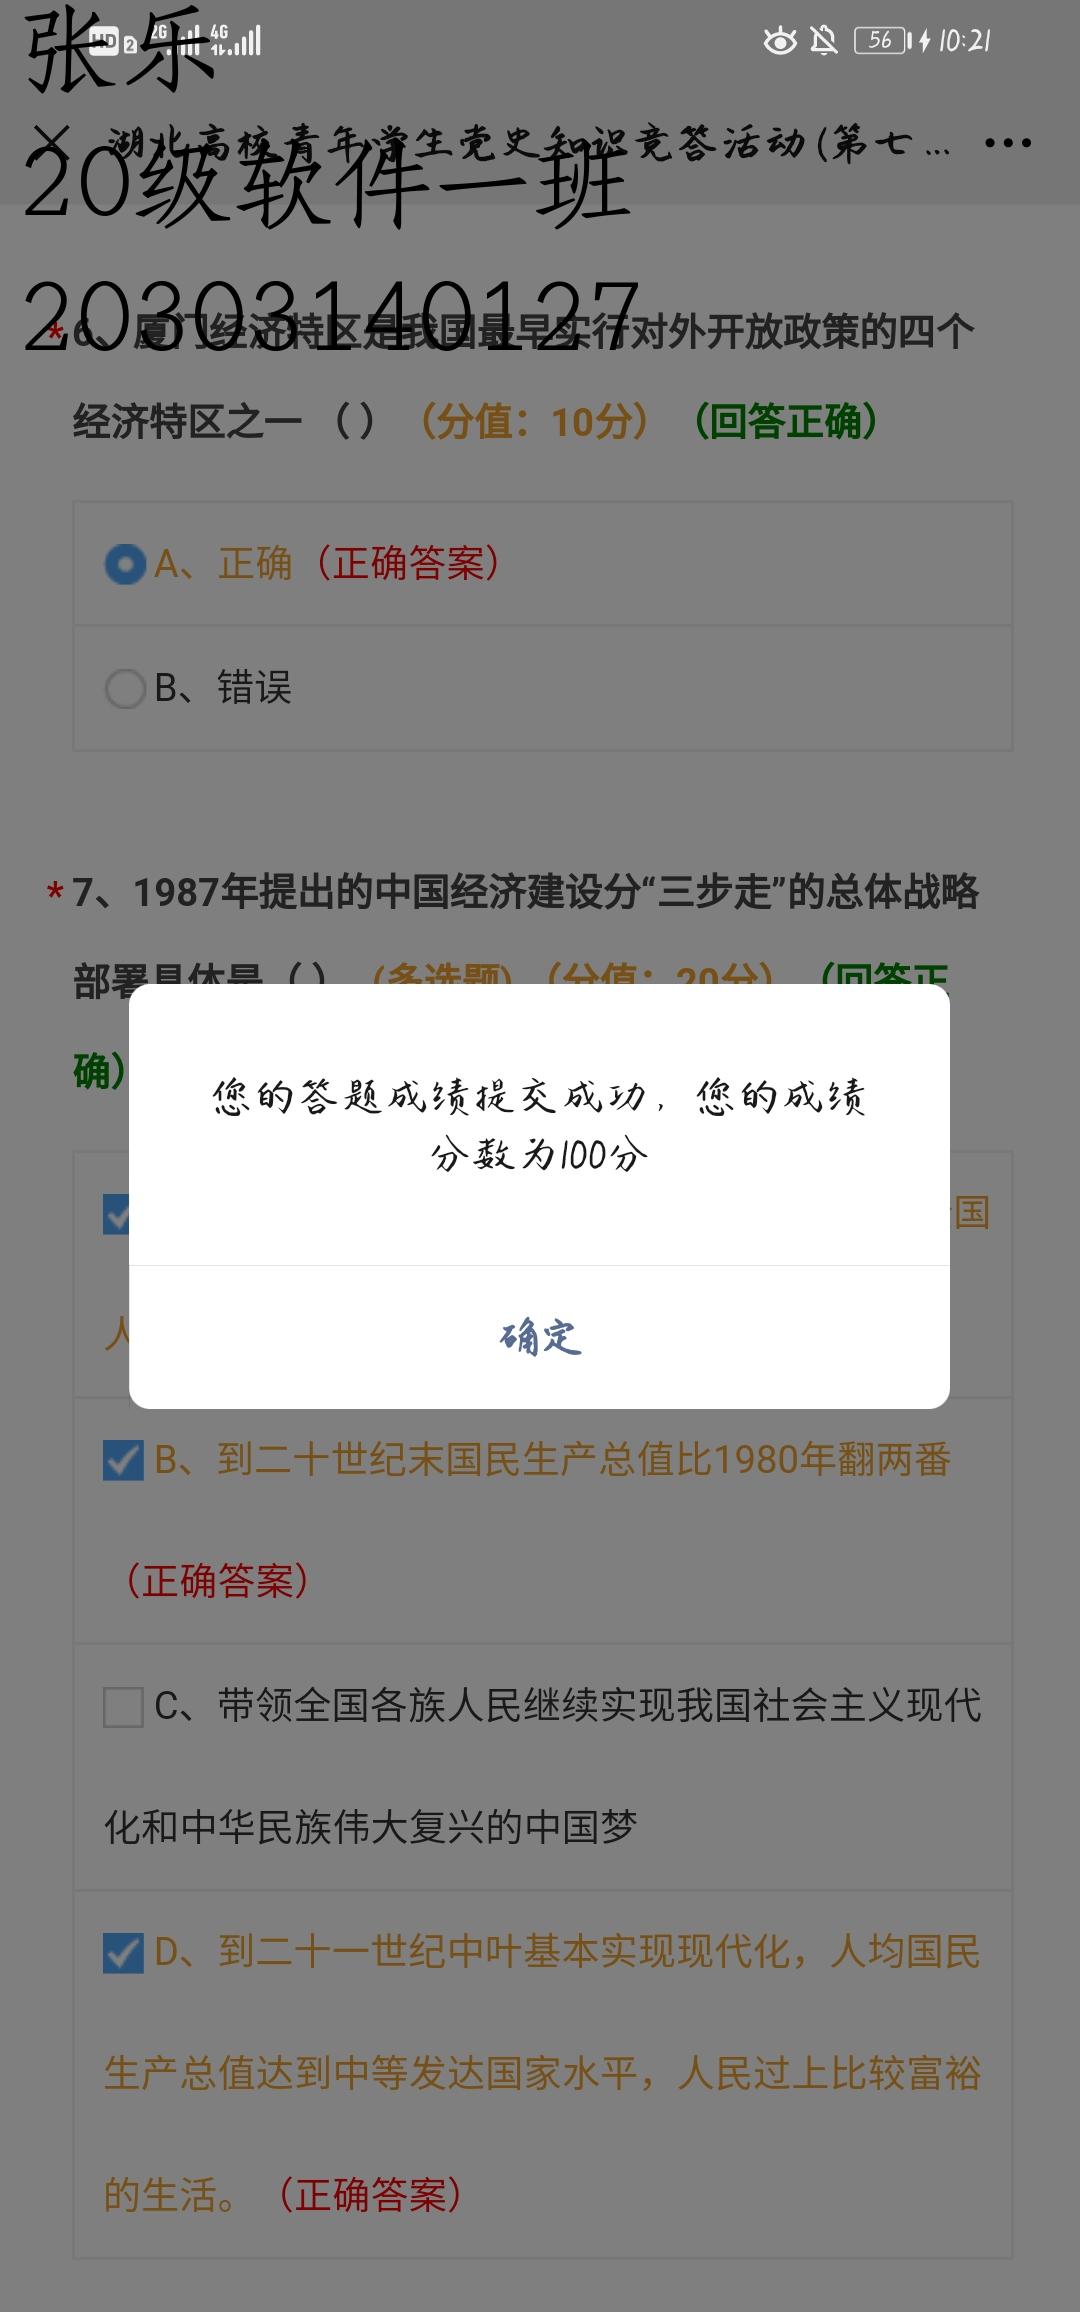 张乐
HD 2 2G 4G 56 10:21
湖北高校青年学生党史知识竞答活动(第七...
20级软件一班
20303140127
*6、厦门经济特区是我国最早实行对外开放政策的四个
经济特区之一 （ ）（分值：10分）（回答正确）
A、正确（正确答案）
B、错误
*7、1987年提出的中国经济建设分“三步走”的总体战略
部署具体是（ ）（多选题）（分值：20分）（回答正
确）
国
人
您的答题成绩提交成功，您的成绩
分数为100分
确定
B、到二十世纪末国民生产总值比1980年翻两番
（正确答案）
C、带领全国各族人民继续实现我国社会主义现代
化和中华民族伟大复兴的中国梦
D、到二十一世纪中叶基本实现现代化，人均国民
生产总值达到中等发达国家水平，人民过上比较富裕
的生活。（正确答案）